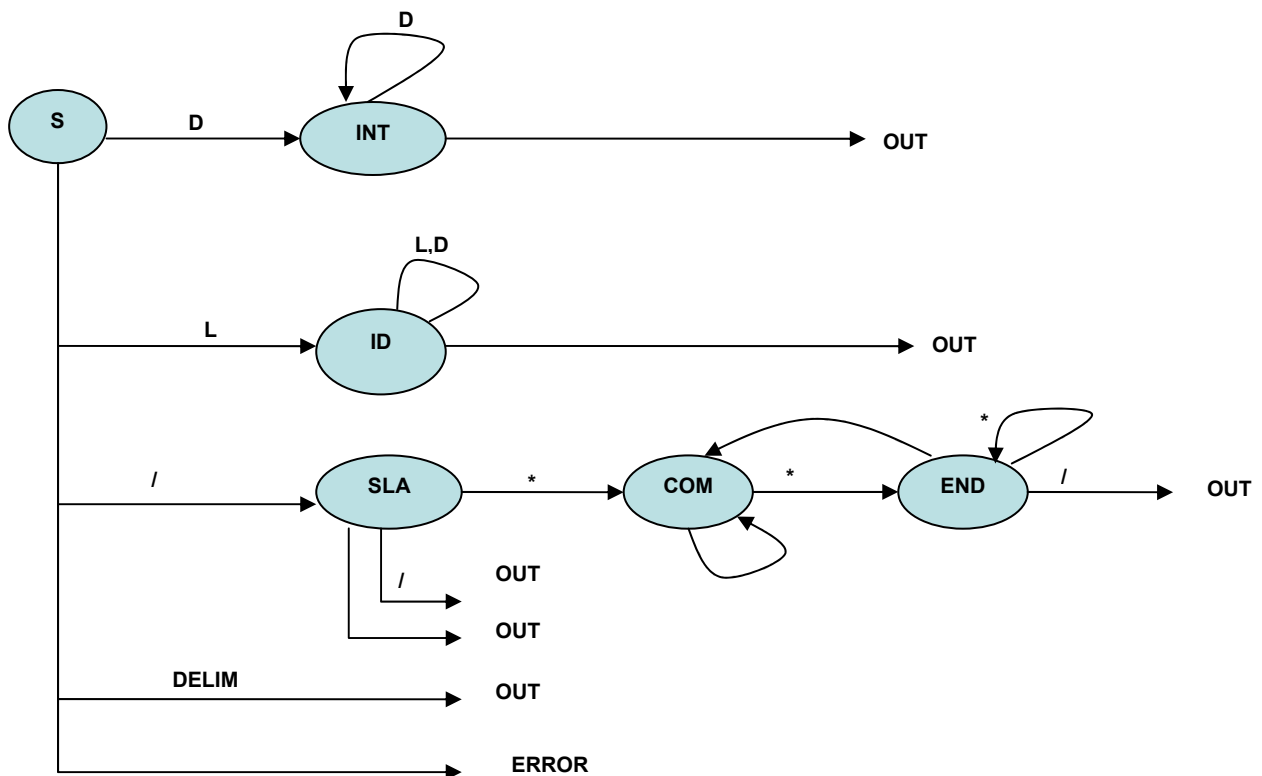 D
S
D
INT
OUT
L,D
L
ID
OUT
*
/
SLA
*
COM
*
END
/
OUT
/
OUT
OUT
DELIM
OUT
ERROR